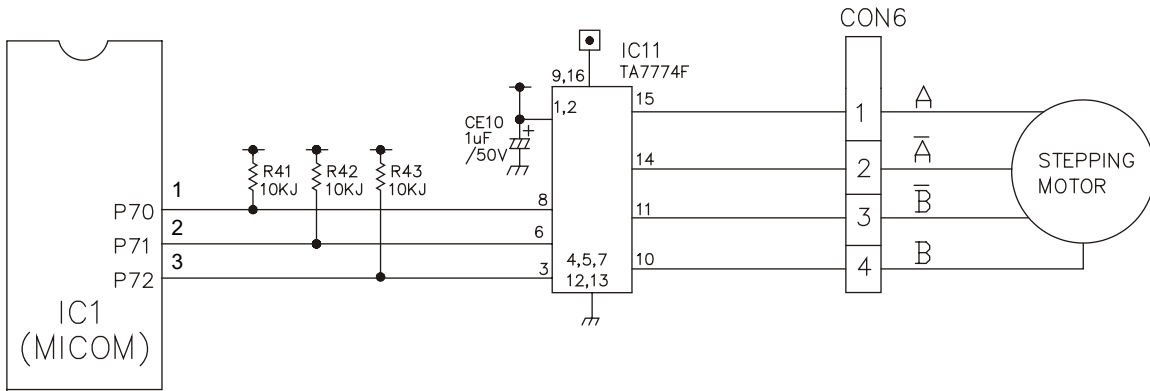 CON6
IC11
TA7774F
9,16
1,2
15
CE10
1uF
/50V
+
1
A
14
2
A̅
STEPPING
MOTOR
R41
10KJ
R42
10KJ
R43
10KJ
1
P70
8
11
3
B̅
2
P71
6
3
P72
3
4,5,7
12,13
10
4
B
IC1
(MICOM)